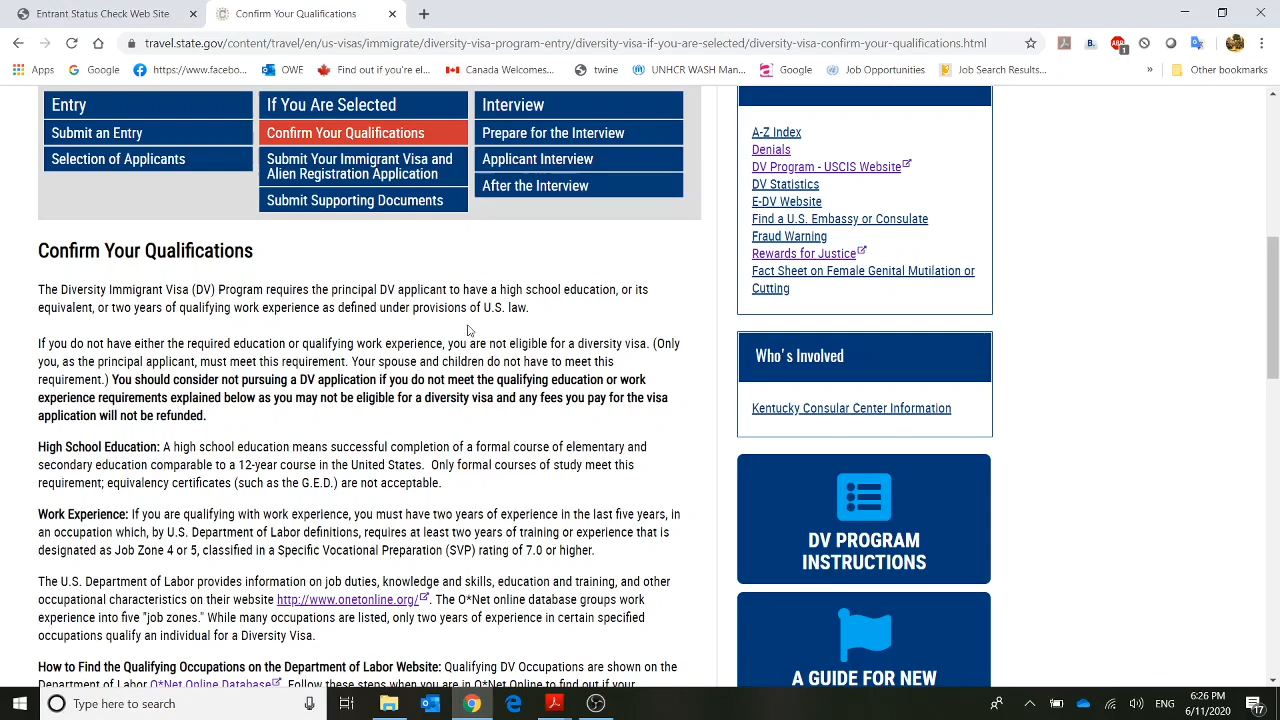 Entrant Status Check Web Site
Confirm Your Qualifications
travel.state.gov/content/travel/en/us-visas/immigrate/diversity-visa-program-entry/diversity-visa-if-you-are-selected/diversity-visa-confirm-your-qualifications.html
Apps
Google
https://www.facebo...
OWE
Find out if you're el...
Canada Welcomes...
twine
UNHCR WASH Man...
Google
Job Opportunities
Job Search Results...
»
Other bookmarks
Entry
If You Are Selected
Interview
Submit an Entry
Confirm Your Qualifications
Prepare for the Interview
Selection of Applicants
Submit Your Immigrant Visa and
Alien Registration Application
Applicant Interview
After the Interview
Submit Supporting Documents
Confirm Your Qualifications
The Diversity Immigrant Visa (DV) Program requires the principal DV applicant to have a high school education, or its
equivalent, or two years of qualifying work experience as defined under provisions of U.S. law.
If you do not have either the required education or qualifying work experience, you are not eligible for a diversity visa. (Only
you, as the principal applicant, must meet this requirement. Your spouse and children do not have to meet this
requirement.) You should consider not pursuing a DV application if you do not meet the qualifying education or work
experience requirements explained below as you may not be eligible for a diversity visa and any fees you pay for the visa
application will not be refunded.
High School Education: A high school education means successful completion of a formal course of elementary and
secondary education comparable to a 12-year course in the United States. Only formal courses of study meet this
requirement; equivalency certificates (such as the G.E.D.) are not acceptable.
Work Experience: If you are qualifying with work experience, you must have two years of experience in the last five years, in
an occupation which, by U.S. Department of Labor definitions, requires at least two years of training or experience that is
designated as Job Zone 4 or 5, classified in a Specific Vocational Preparation (SVP) rating of 7.0 or higher.
The U.S. Department of Labor provides information on job duties, knowledge and skills, education and training, and other
occupational characteristics on their website http://www.onetonline.org/. The O*Net online database groups work
experience into five "job zones." While many occupations are listed, only two years of experience in certain specified
occupations qualify an individual for a Diversity Visa.
How to Find the Qualifying Occupations on the Department of Labor Website: Qualifying DV Occupations are shown on the
Department of Labor O*Net Online Database. Follow these steps when you are in O*Net Online to find out if your
A-Z Index
Denials
DV Program - USCIS Website
DV Statistics
E-DV Website
Find a U.S. Embassy or Consulate
Fraud Warning
Rewards for Justice
Fact Sheet on Female Genital Mutilation or
Cutting
Who's Involved
Kentucky Consular Center Information
DV PROGRAM
INSTRUCTIONS
A GUIDE FOR NEW
Type here to search
6:26 PM
6/11/2020
17